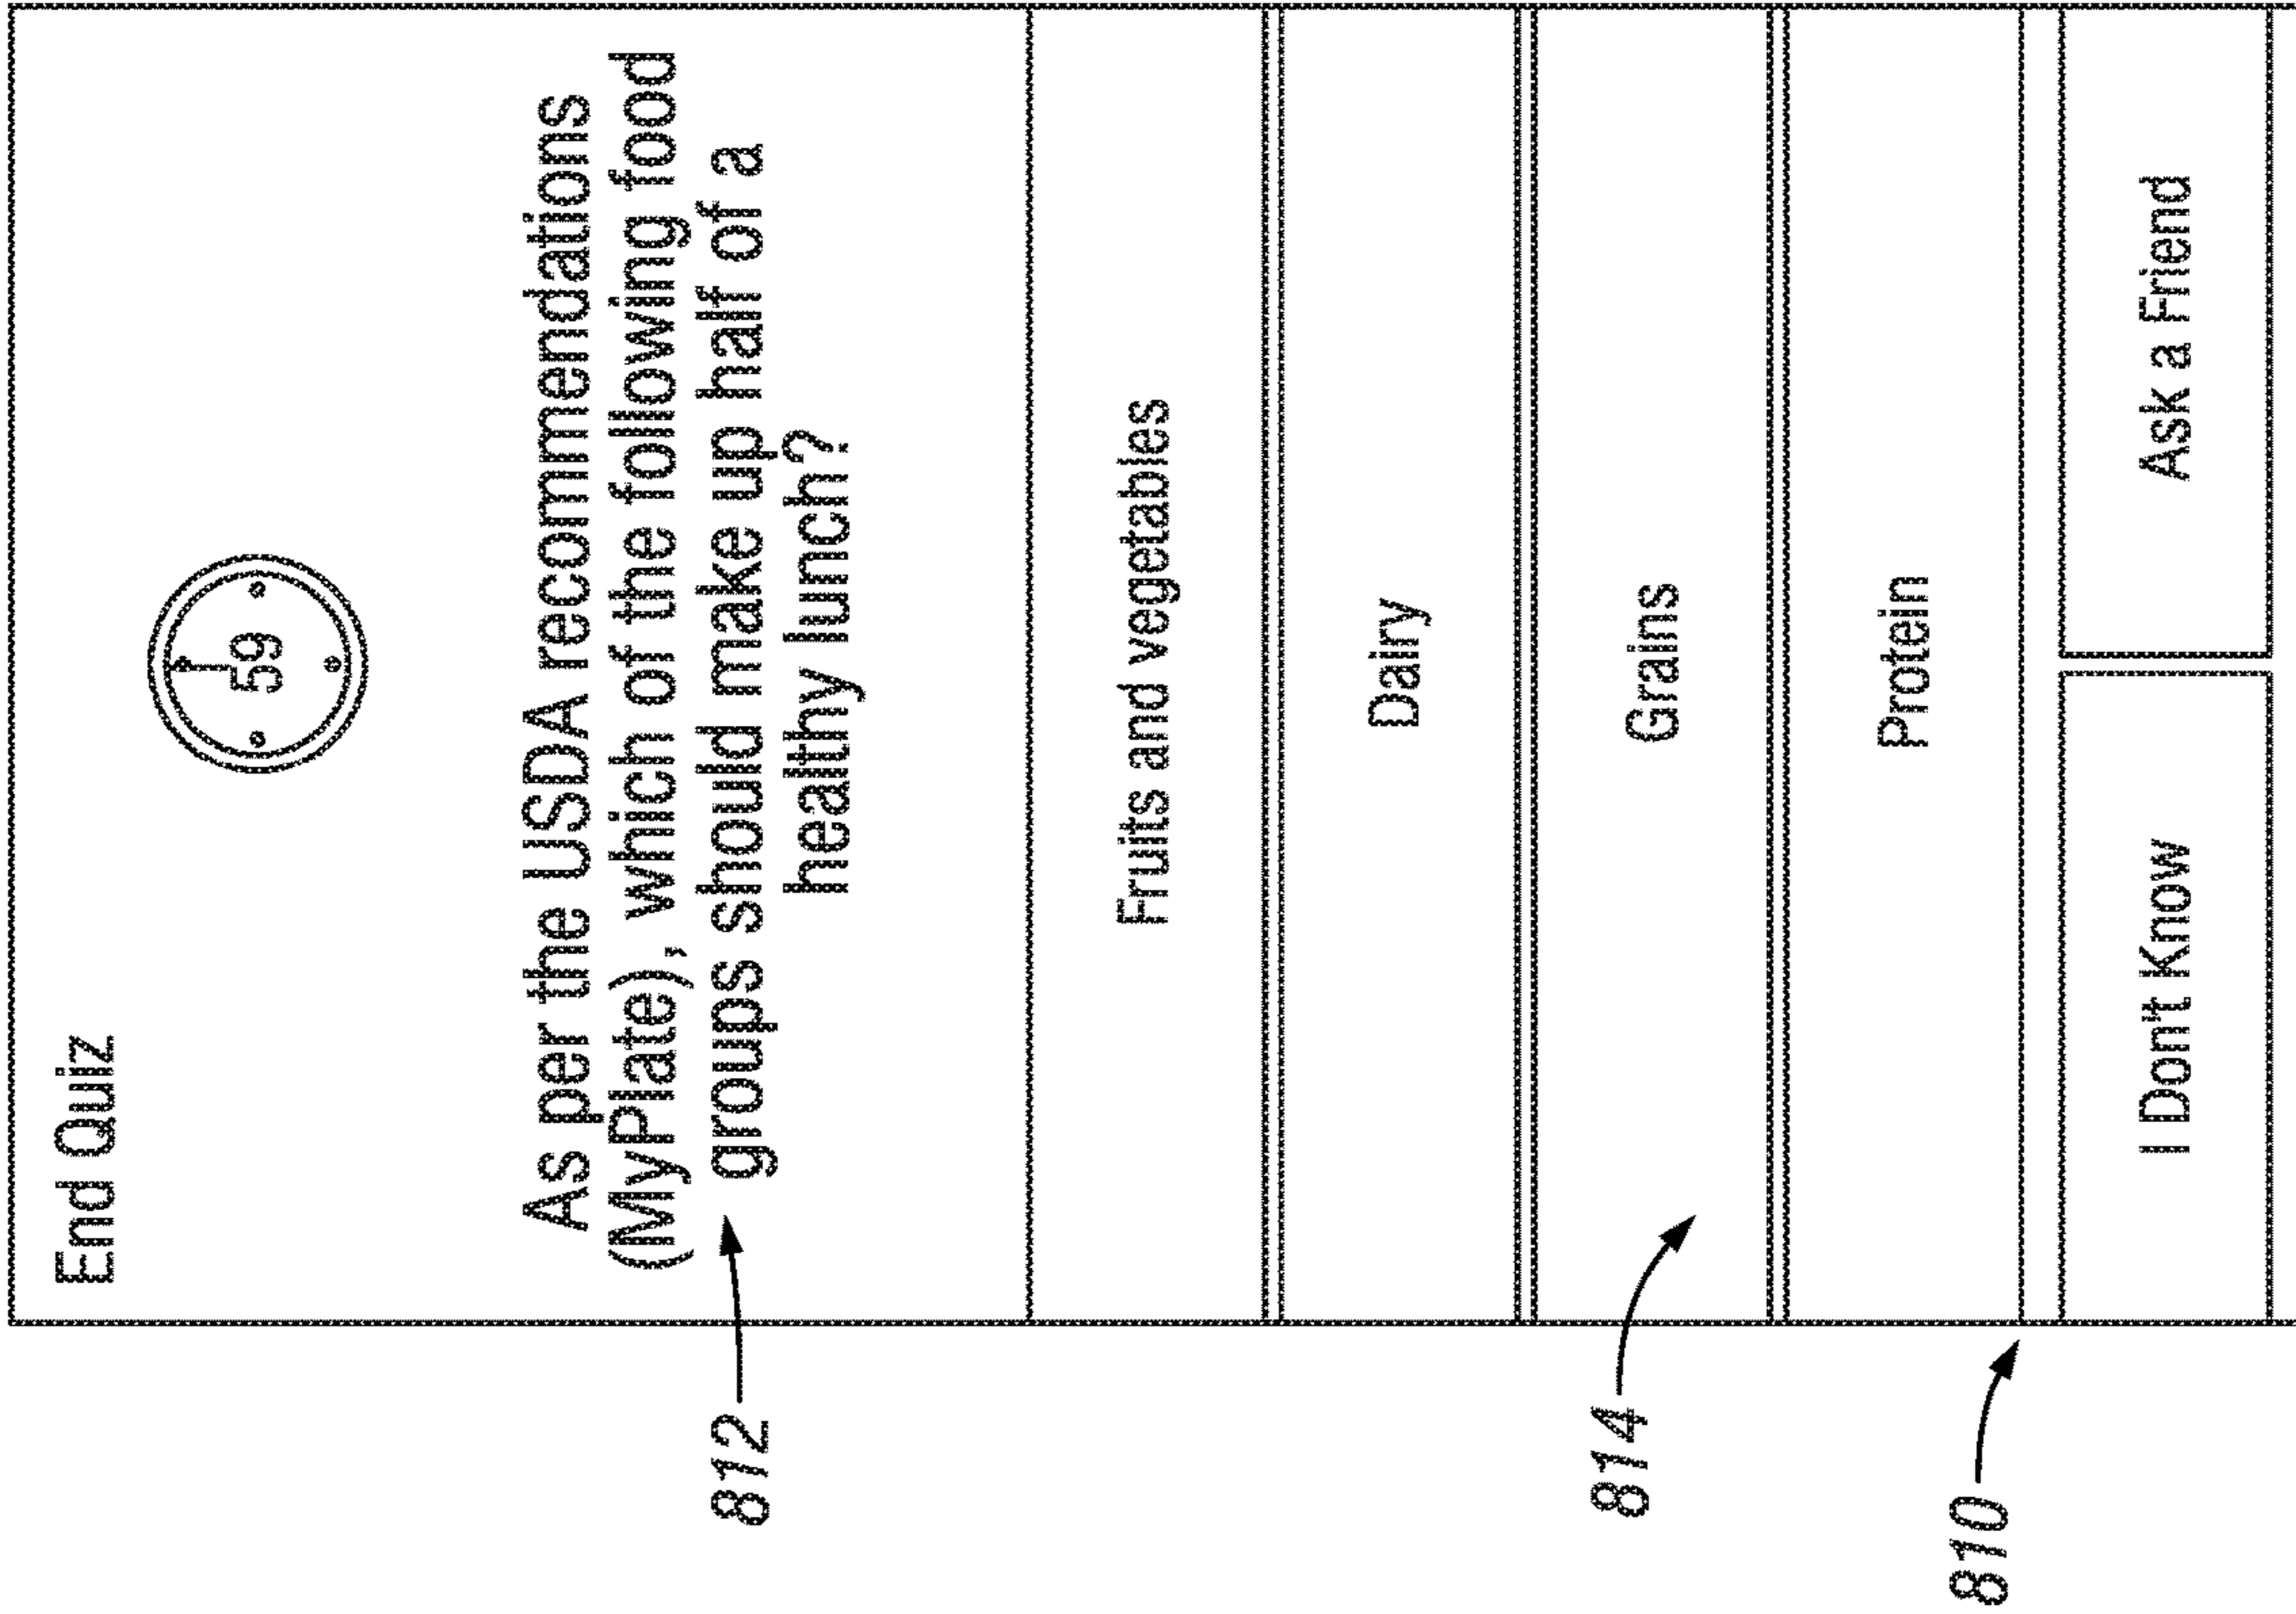 End Quiz
59
As per the USDA recommendations
(MyPlate), which of the following food
groups should make up half of a
healthy lunch?
812
Fruits and vegetables
Dairy
Grains
814
Protein
810
I Don't Know
Ask a Friend